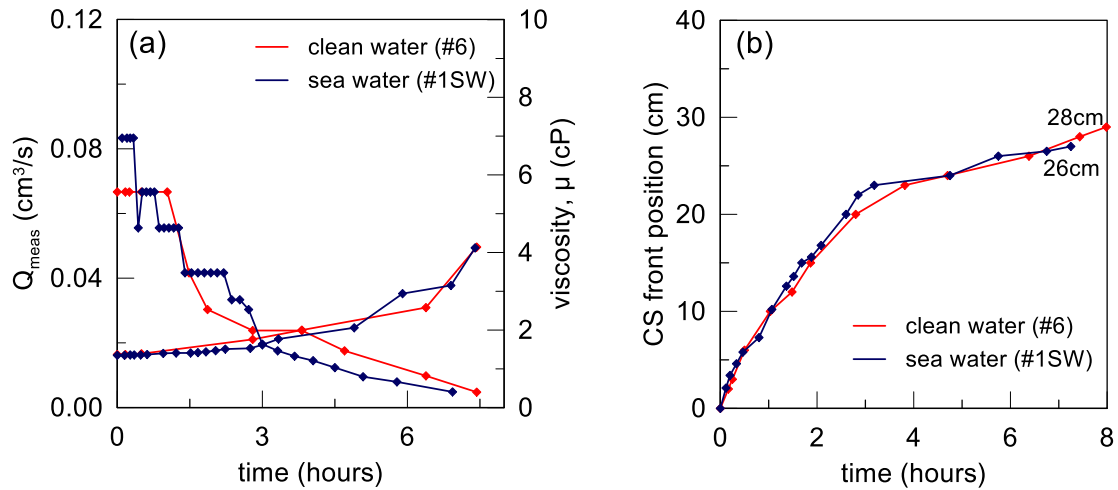 (a)
clean water (#6)
sea water (#1SW)
0.12
0.08
0.04
0.00
Q_meas (cm³/s)
10
8
6
4
2
0
viscosity, μ (cP)
0 3 6
time (hours)
(b)
40
30
20
10
0
CS front position (cm)
28cm
26cm
clean water (#6)
sea water (#1SW)
0 2 4 6 8
time (hours)